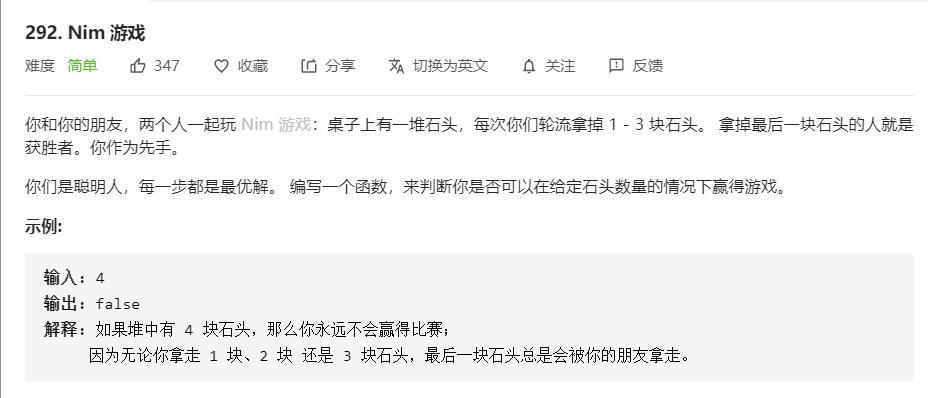 292. Nim 游戏
难度 简单 347 收藏 分享 切换为英文 关注 反馈
你和你的朋友，两个人一起玩 Nim 游戏：桌子上有一堆石头，每次你们轮流拿掉 1 - 3 块石头。 拿掉最后一块石头的人就是
获胜者。你作为先手。
你们是聪明人，每一步都是最优解。 编写一个函数，来判断你是否可以在给定石头数量的情况下赢得游戏。
示例:
输入: 4
输出: false
解释: 如果堆中有 4 块石头，那么你永远不会赢得比赛；
因为无论你拿走 1 块、2 块 还是 3 块石头，最后一块石头总是会被你的朋友拿走。